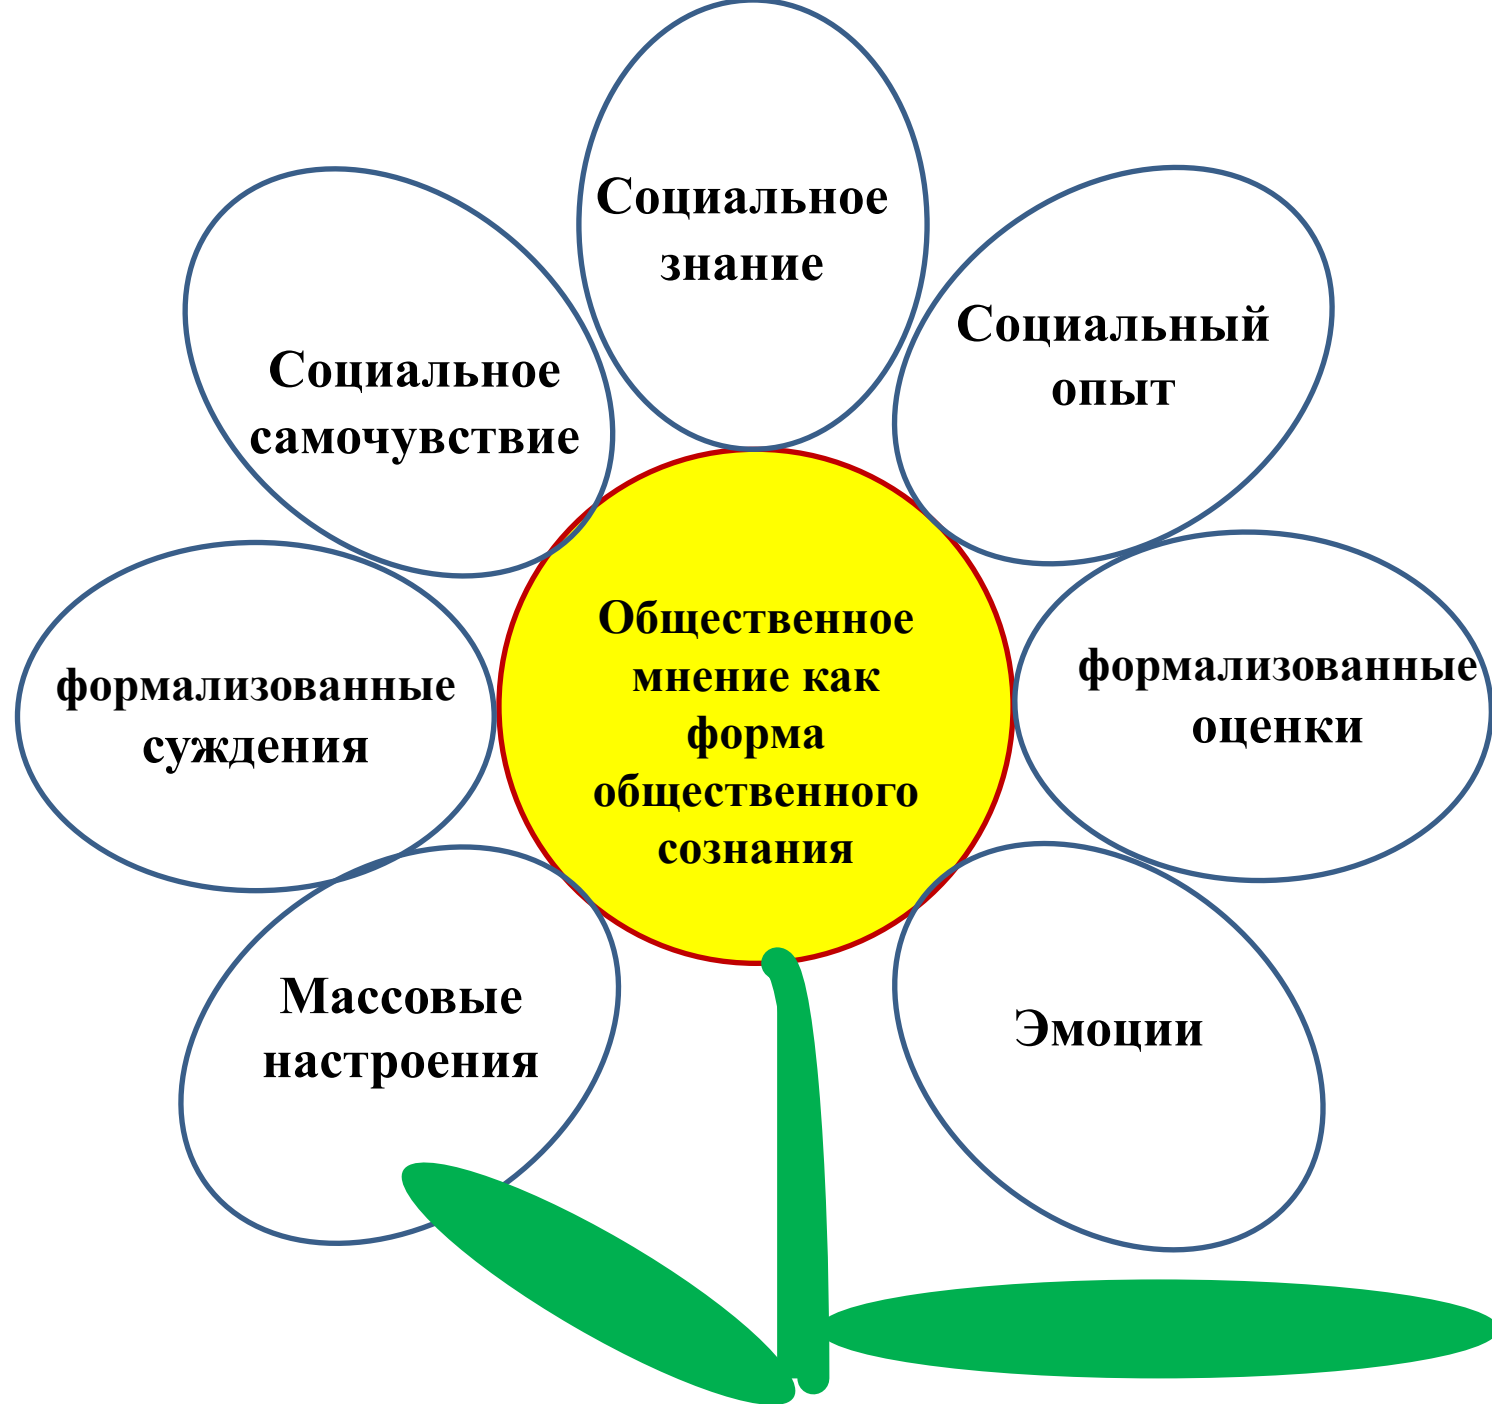 Социальное
знание
Социальный
опыт
Социальное
самочувствие
формализованные
оценки
формализованные
суждения
Общественное
мнение как
форма
общественного
сознания
Массовые
настроения
Эмоции